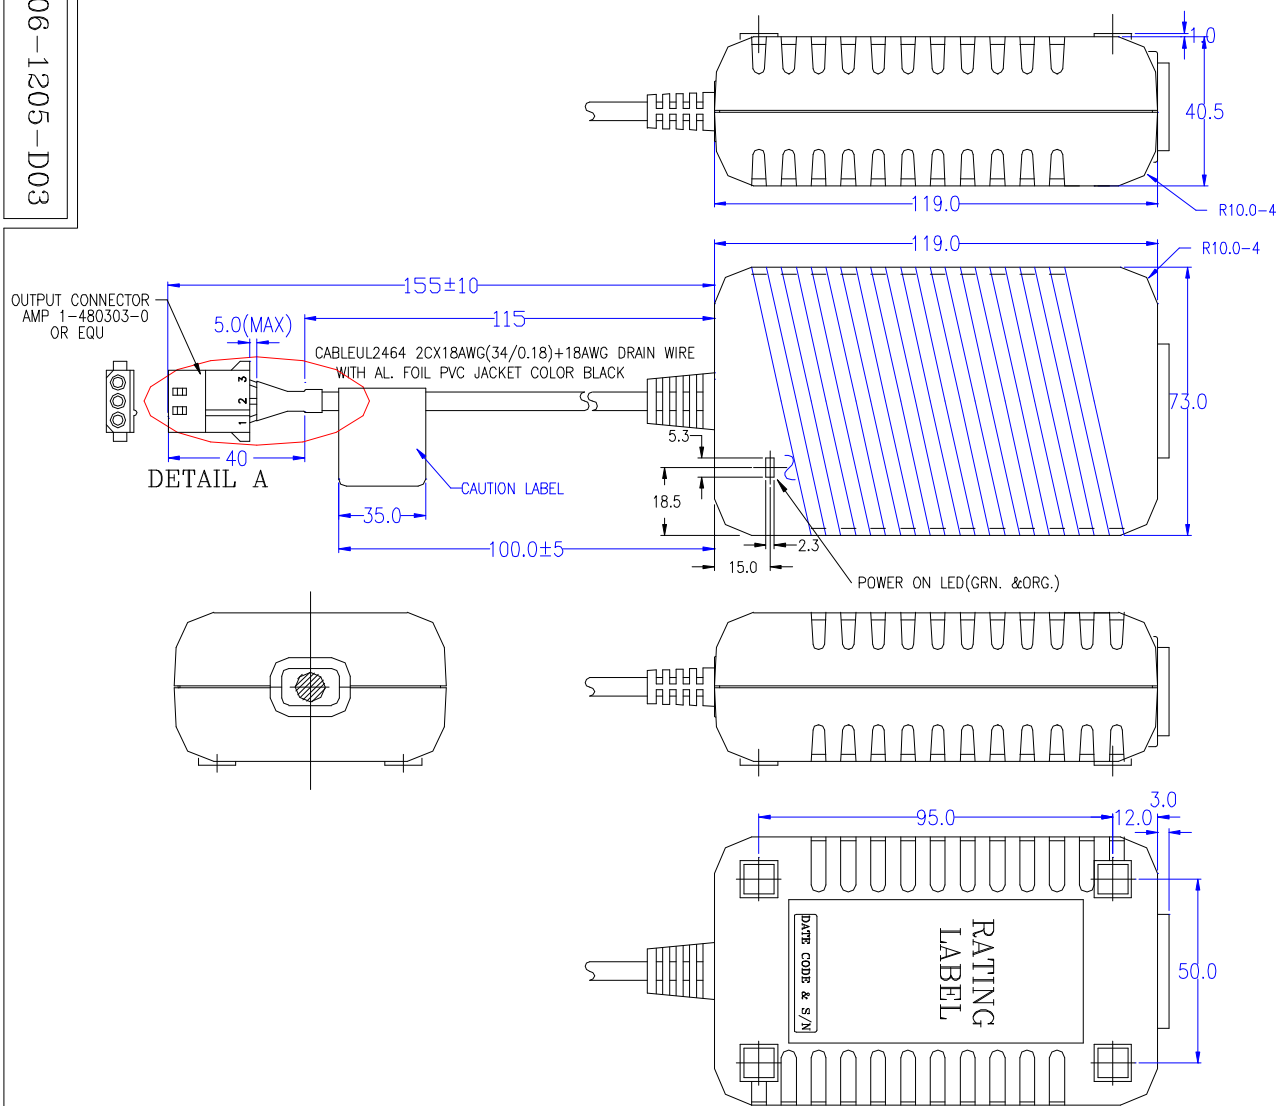 06-1205-D03
1.0
40.5
119.0
R10.0-4
119.0
R10.0-4
155±10
OUTPUT CONNECTOR
AMP 1-480303-0
OR EQU
5.0(MAX)
115
CABLEUL2464 2CX18AWG(34/0.18)+18AWG DRAIN WIRE
WITH AL. FOIL PVC JACKET COLOR BLACK
3
2
1
73.0
5.3
40
DETAIL A
CAUTION LABEL
18.5
35.0
100.0±5
2.3
15.0
POWER ON LED(GRN. &ORG.)
3.0
95.0
12.0
RATING
LABEL
DATE CODE & S/N
50.0